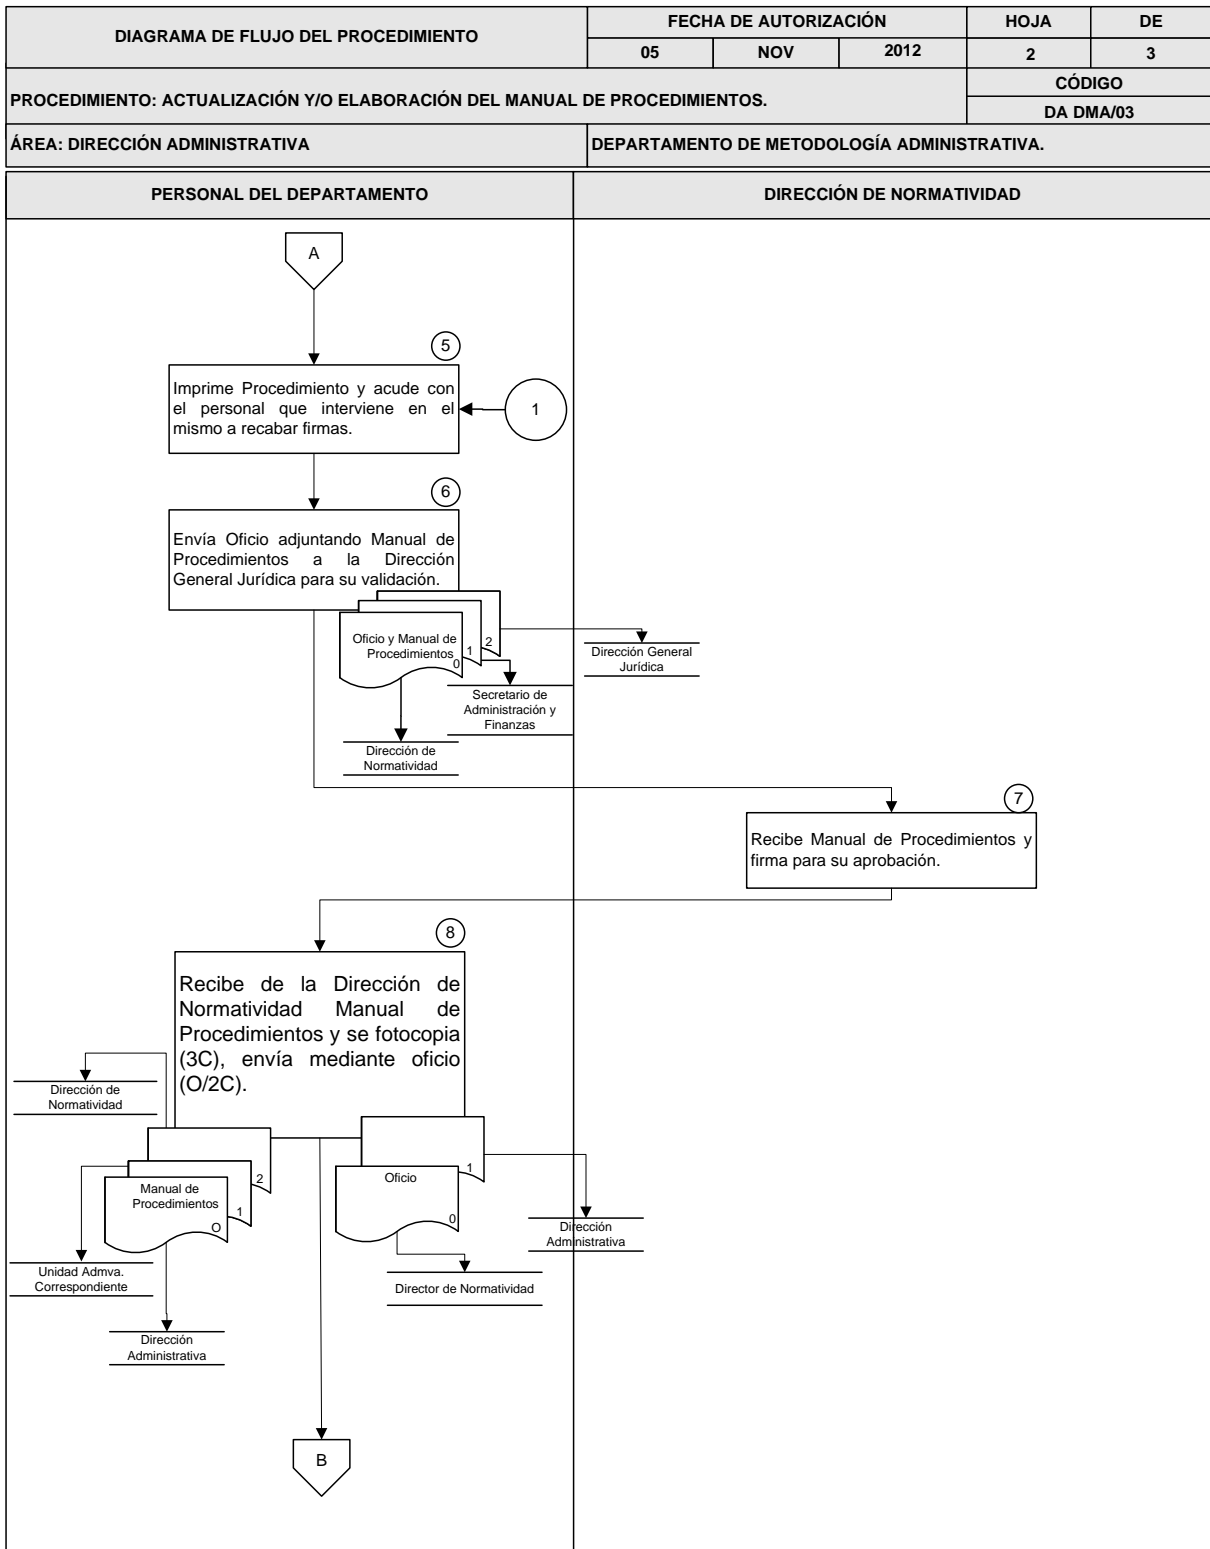 DIAGRAMA DE FLUJO DEL PROCEDIMIENTO
FECHA DE AUTORIZACIÓN
HOJA
DE
05
NOV
2012
2
3
PROCEDIMIENTO: ACTUALIZACIÓN Y/O ELABORACIÓN DEL MANUAL DE PROCEDIMIENTOS.
CÓDIGO
DA DMA/03
ÁREA: DIRECCIÓN ADMINISTRATIVA
DEPARTAMENTO DE METODOLOGÍA ADMINISTRATIVA.
PERSONAL DEL DEPARTAMENTO
DIRECCIÓN DE NORMATIVIDAD
A
5
Imprime Procedimiento y acude con
el personal que interviene en el
mismo a recabar firmas.
1
6
Envía Oficio adjuntando Manual de
Procedimientos a la Dirección
General Jurídica para su validación.
Oficio y Manual de
Procedimientos
0
1
2
Dirección General
Jurídica
Secretario de
Administración y
Finanzas
Dirección de
Normatividad
7
Recibe Manual de Procedimientos y
firma para su aprobación.
8
Recibe de la Dirección de
Normatividad Manual de
Procedimientos y se fotocopia
(3C), envía mediante oficio
(O/2C).
Dirección de
Normatividad
Manual de
Procedimientos
O
1
2
Oficio
0
1
Unidad Admva.
Correspondiente
Dirección
Administrativa
Director de Normatividad
Dirección
Administrativa
B